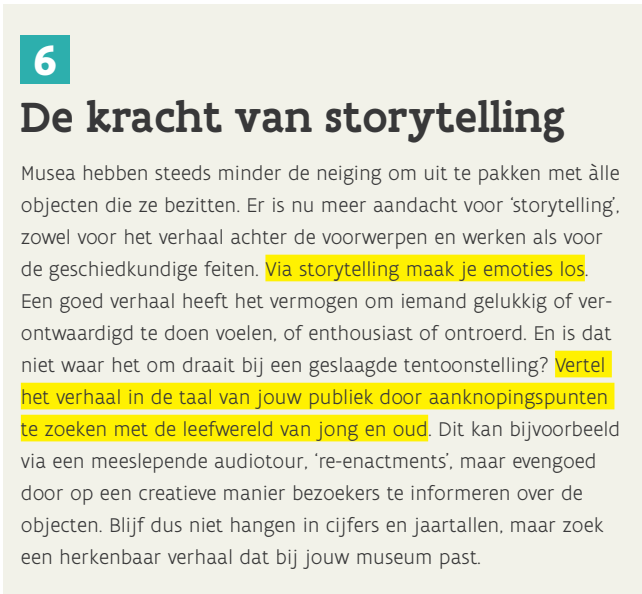 6
De kracht van storytelling
Musea hebben steeds minder de neiging om uit te pakken met àlle
objecten die ze bezitten. Er is nu meer aandacht voor ‘storytelling’,
zowel voor het verhaal achter de voorwerpen en werken als voor
de geschiedkundige feiten. Via storytelling maak je emoties los.
Een goed verhaal heeft het vermogen om iemand gelukkig of ver-
ontwaardigd te doen voelen, of enthousiast of ontroerd. En is dat
niet waar het om draait bij een geslaagde tentoonstelling? Vertel
het verhaal in de taal van jouw publiek door aanknopingspunten
te zoeken met de leefwereld van jong en oud. Dit kan bijvoorbeeld
via een meeslepende audiotour, ‘re-enactments’, maar evengoed
door op een creatieve manier bezoekers te informeren over de
objecten. Blijf dus niet hangen in cijfers en jaartallen, maar zoek
een herkenbaar verhaal dat bij jouw museum past.